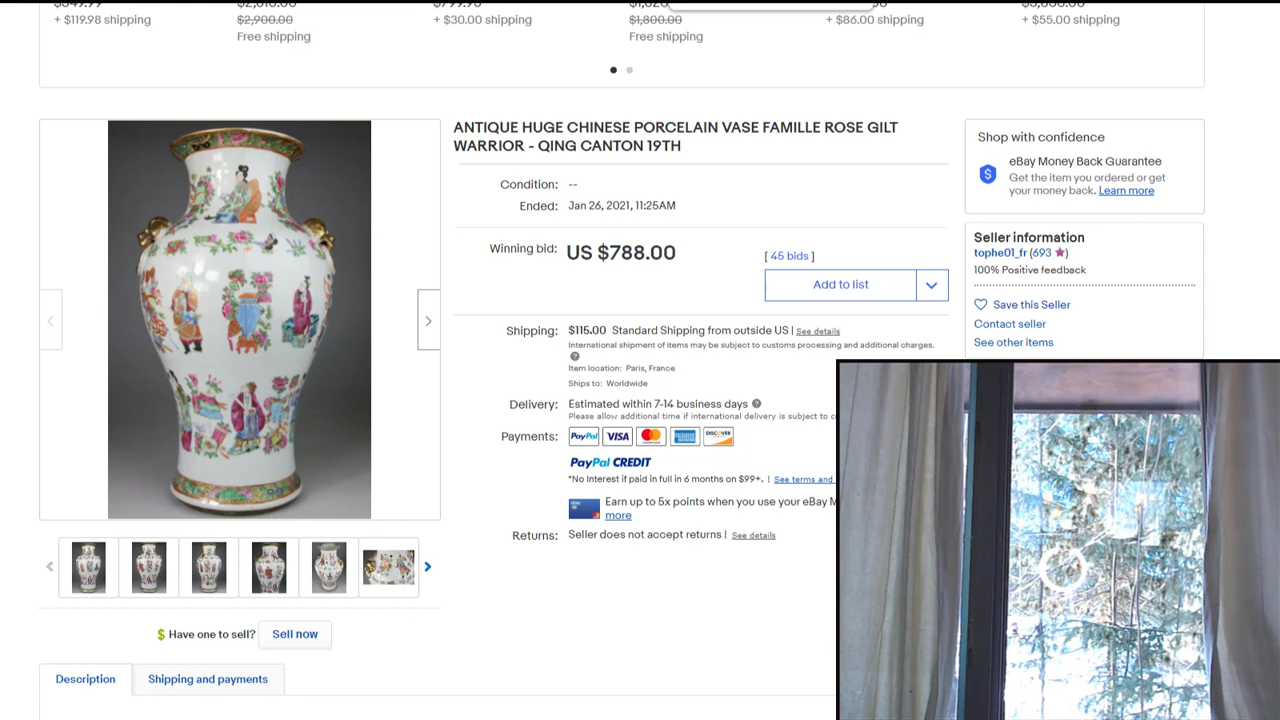 + $119.98 shipping
$2,900.00
Free shipping
+ $30.00 shipping
$1,800.00
Free shipping
+ $86.00 shipping
+ $55.00 shipping
ANTIQUE HUGE CHINESE PORCELAIN VASE FAMILLE ROSE GILT
WARRIOR - QING CANTON 19TH
Condition: --
Ended: Jan 26, 2021, 11:25AM
Winning bid: US $788.00
[ 45 bids ]
Add to list
Shipping: $115.00 Standard Shipping from outside US | See details
International shipment of items may be subject to customs processing and additional charges.
Item location: Paris, France
Ships to: Worldwide
Delivery: Estimated within 7-14 business days
Please allow additional time if international delivery is subject to
Payments: PayPal VISA DISCOVER
PayPal CREDIT
*No Interest if paid in full in 6 months on $99+. | See terms and
Earn up to 5x points when you use your eBay
more
Returns: Seller does not accept returns | See details
Shop with confidence
eBay Money Back Guarantee
Get the item you ordered or get
your money back. Learn more
Seller information
tophe01_fr (693 ★)
100% Positive feedback
Save this Seller
Contact seller
See other items
$ Have one to sell? Sell now
Description
Shipping and payments